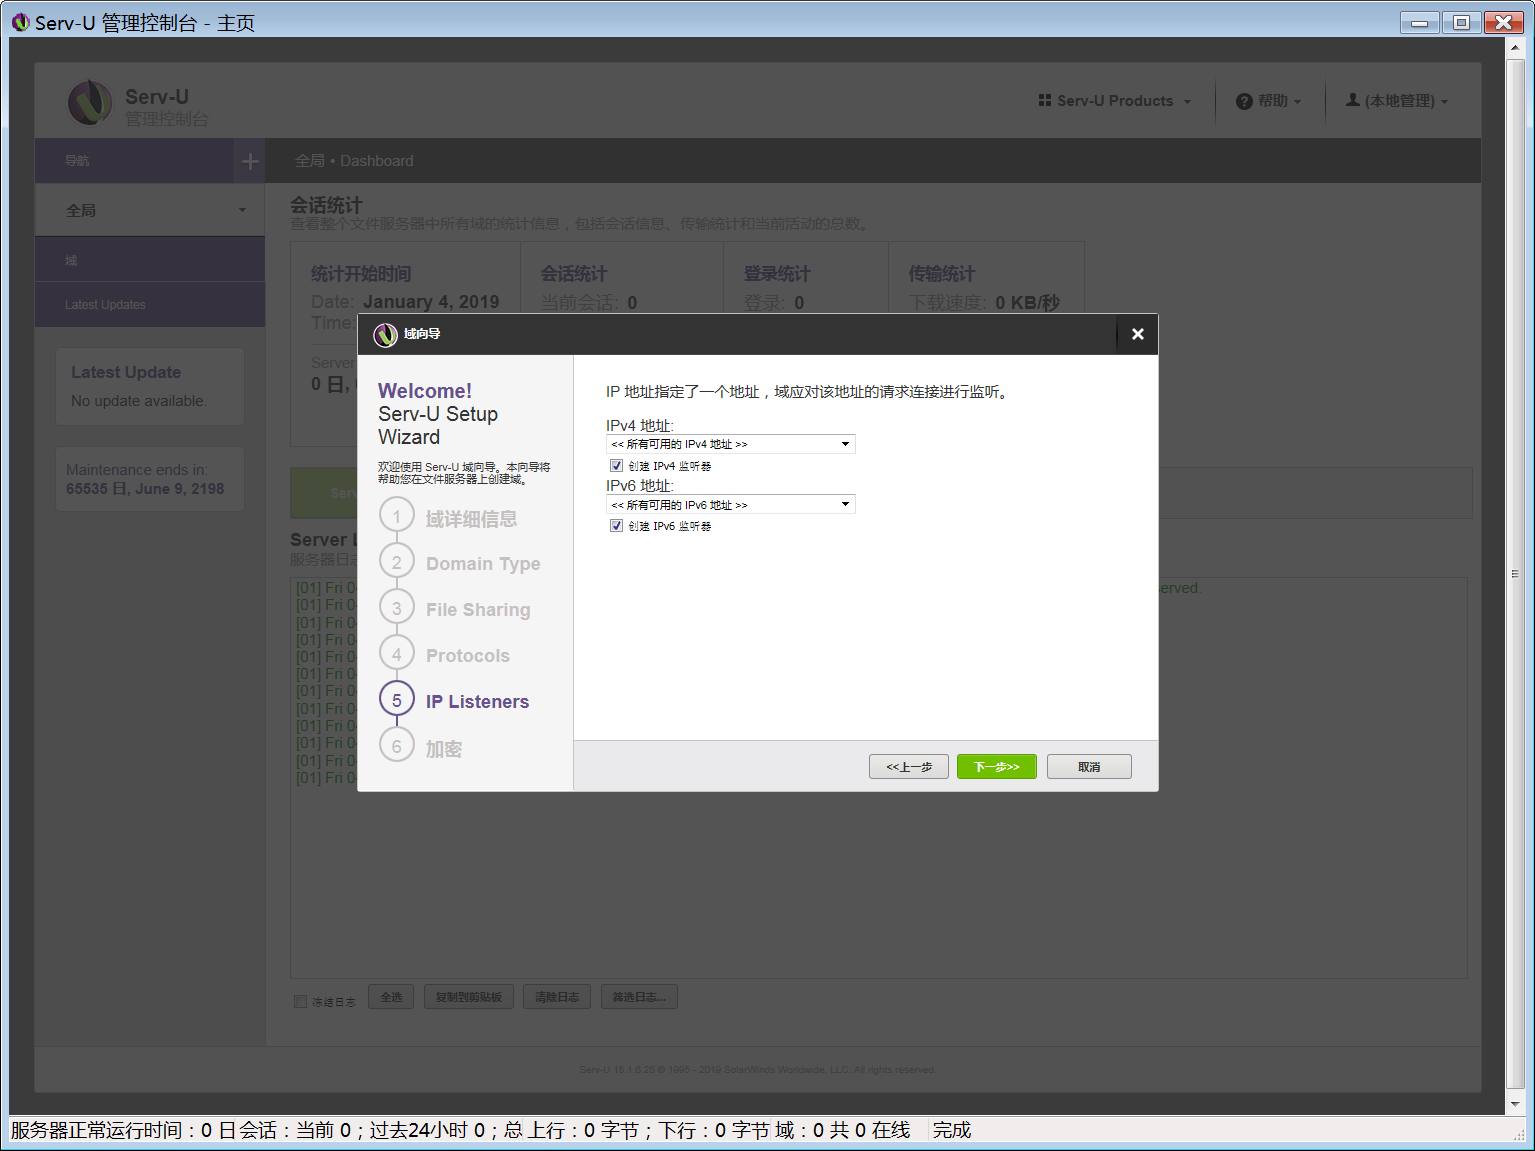 Serv-U 管理控制台 - 主页
Serv-U
管理控制台
Serv-U Products
帮助
(本地管理)
导航
全局 • Dashboard
全局
域
Latest Updates
会话统计
查看整个文件服务器中所有域的统计信息，包括会话信息、传输统计和当前活动的总数。
统计开始时间
会话统计
登录统计
传输统计
Date: January 4, 2019
当前会话: 0
登录: 0
下载速度: 0 KB/秒
Time:
Server
0 日,
Latest Update
No update available.
Maintenance ends in:
65535 日, June 9, 2198
Serv
Server L
服务器日志
[01] Fri 0
[01] Fri 0
[01] Fri 0
[01] Fri 0
[01] Fri 0
[01] Fri 0
[01] Fri 0
[01] Fri 0
[01] Fri 0
[01] Fri 0
[01] Fri 0
[01] Fri 0
erved.
域向导
Welcome!
Serv-U Setup
Wizard
欢迎使用 Serv-U 域向导。本向导将
帮助您在文件服务器上创建域。
1 域详细信息
2 Domain Type
3 File Sharing
4 Protocols
5 IP Listeners
6 加密
IP 地址指定了一个地址，域应对该地址的请求连接进行监听。
IPv4 地址:
<< 所有可用的 IPv4 地址 >>
创建 IPv4 监听器
IPv6 地址:
<< 所有可用的 IPv6 地址 >>
创建 IPv6 监听器
<<上一步
下一步>>
取消
冻结日志
全选
复制到剪贴板
清除日志
筛选日志...
Serv-U 15.1.6.25 © 1995 - 2019 SolarWinds Worldwide, LLC. All rights reserved.
服务器正常运行时间：0 日 会话：当前 0；过去24小时 0；总 上行：0 字节；下行：0 字节 域：0 共 0 在线 完成